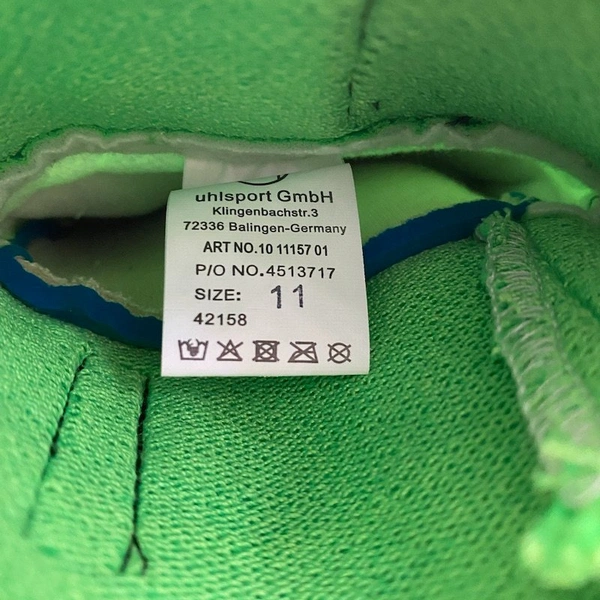 uhlsport GmbH
Klingenbachstr.3
72336 Balingen-Germany
ART NO.10 11157 01
P/O NO.4513717
SIZE: 11
42158